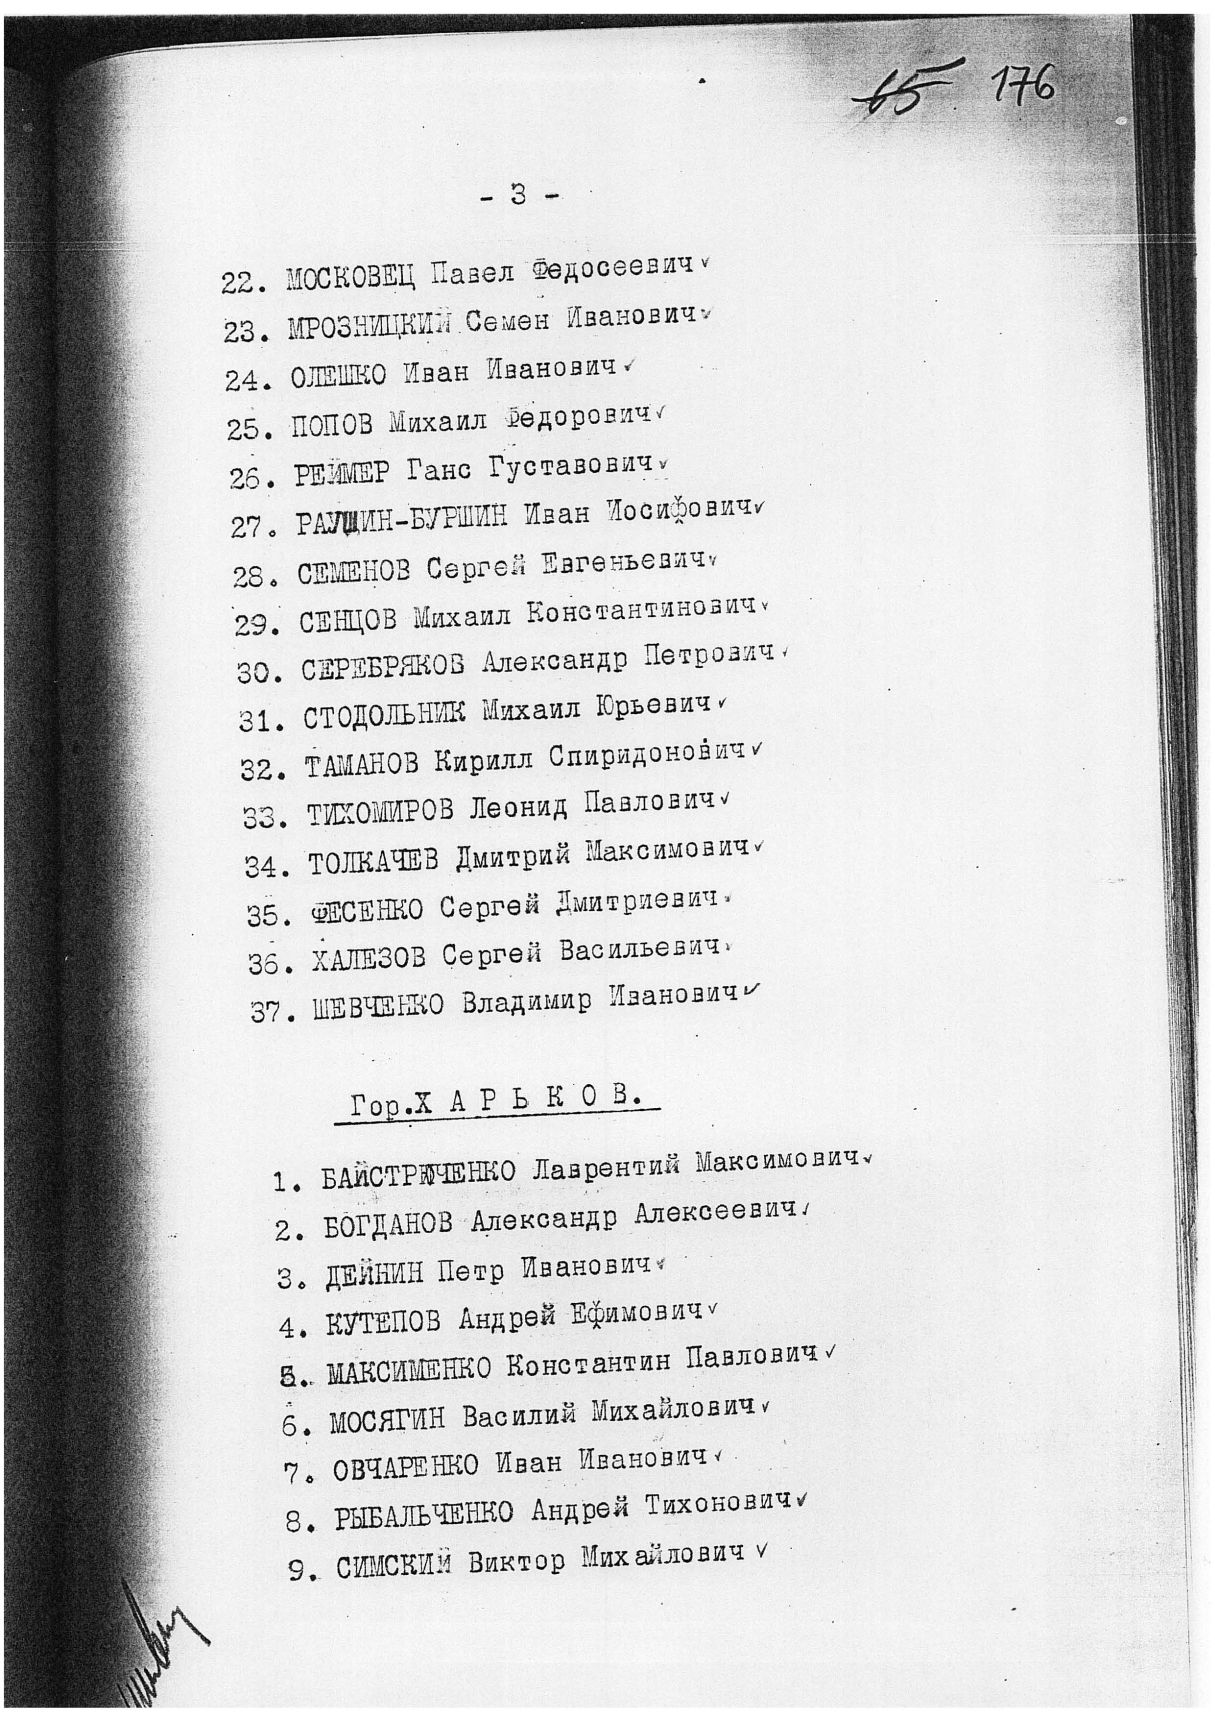 65 176
- 3 -
22. МОСКОВЕЦ Павел Федосеевич
23. МРОЗНИЦКИЙ Семен Иванович
24. ОЛЕШКО Иван Иванович
25. ПОПОВ Михаил Федорович
26. РЕЙМЕР Ганс Густавович
27. РАУЩИН-БУРШИН Иван Иосифович
28. СЕМЕНОВ Сергей Евгеньевич
29. СЕНЦОВ Михаил Константинович
30. СЕРЕБРЯКОВ Александр Петрович
31. СТОДОЛЬНИК Михаил Юрьевич
32. ТАМАНОВ Кирилл Спиридонович
33. ТИХОМИРОВ Леонид Павлович
34. ТОЛКАЧЕВ Дмитрий Максимович
35. ФЕСЕНКО Сергей Дмитриевич
36. ХАЛЕЗОВ Сергей Васильевич
37. ШЕВЧЕНКО Владимир Иванович
Гор.Х А Р Ь К О В.
1. БАЙСТРЮЧЕНКО Лаврентий Максимович
2. БОГДАНОВ Александр Алексеевич
3. ДЕЙНИН Петр Иванович
4. КУТЕПОВ Андрей Ефимович
5. МАКСИМЕНКО Константин Павлович
6. МОСЯГИН Василий Михайлович
7. ОВЧАРЕНКО Иван Иванович
8. РЫБАЛЬЧЕНКО Андрей Тихонович
9. СИМСКИЙ Виктор Михайлович